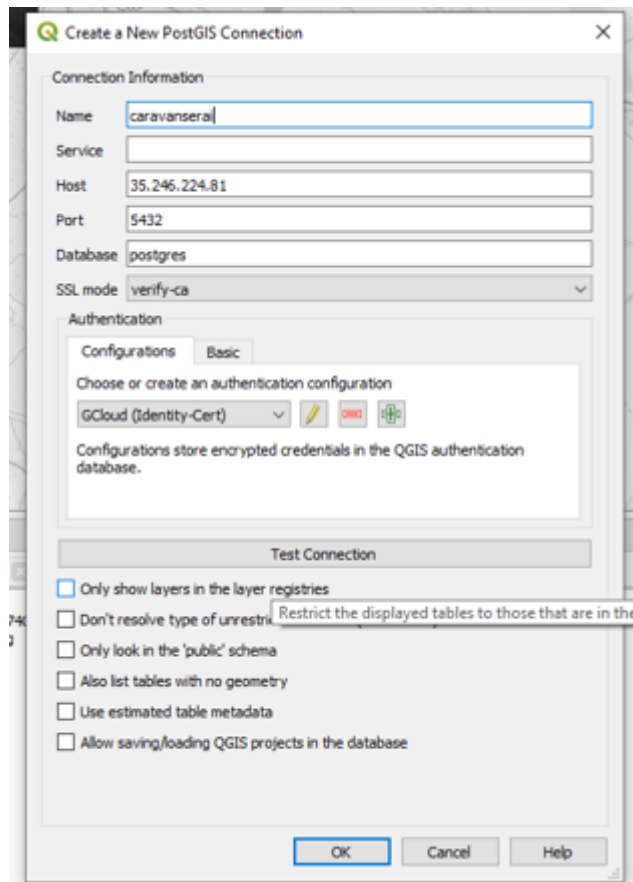 Create a New PostGIS Connection
Connection Information
Name caravanserai
Service
Host 35.246.224.81
Port 5432
Database postgres
SSL mode verify-ca
Authentication
Configurations Basic
Choose or create an authentication configuration
GCloud (Identity-Cert)
Configurations store encrypted credentials in the QGIS authentication
database.
Test Connection
Only show layers in the layer registries
Restrict the displayed tables to those that are in the
Don't resolve type of
Only look in the 'public' schema
Also list tables with no geometry
Use estimated table metadata
Allow saving/loading QGIS projects in the database
OK Cancel Help